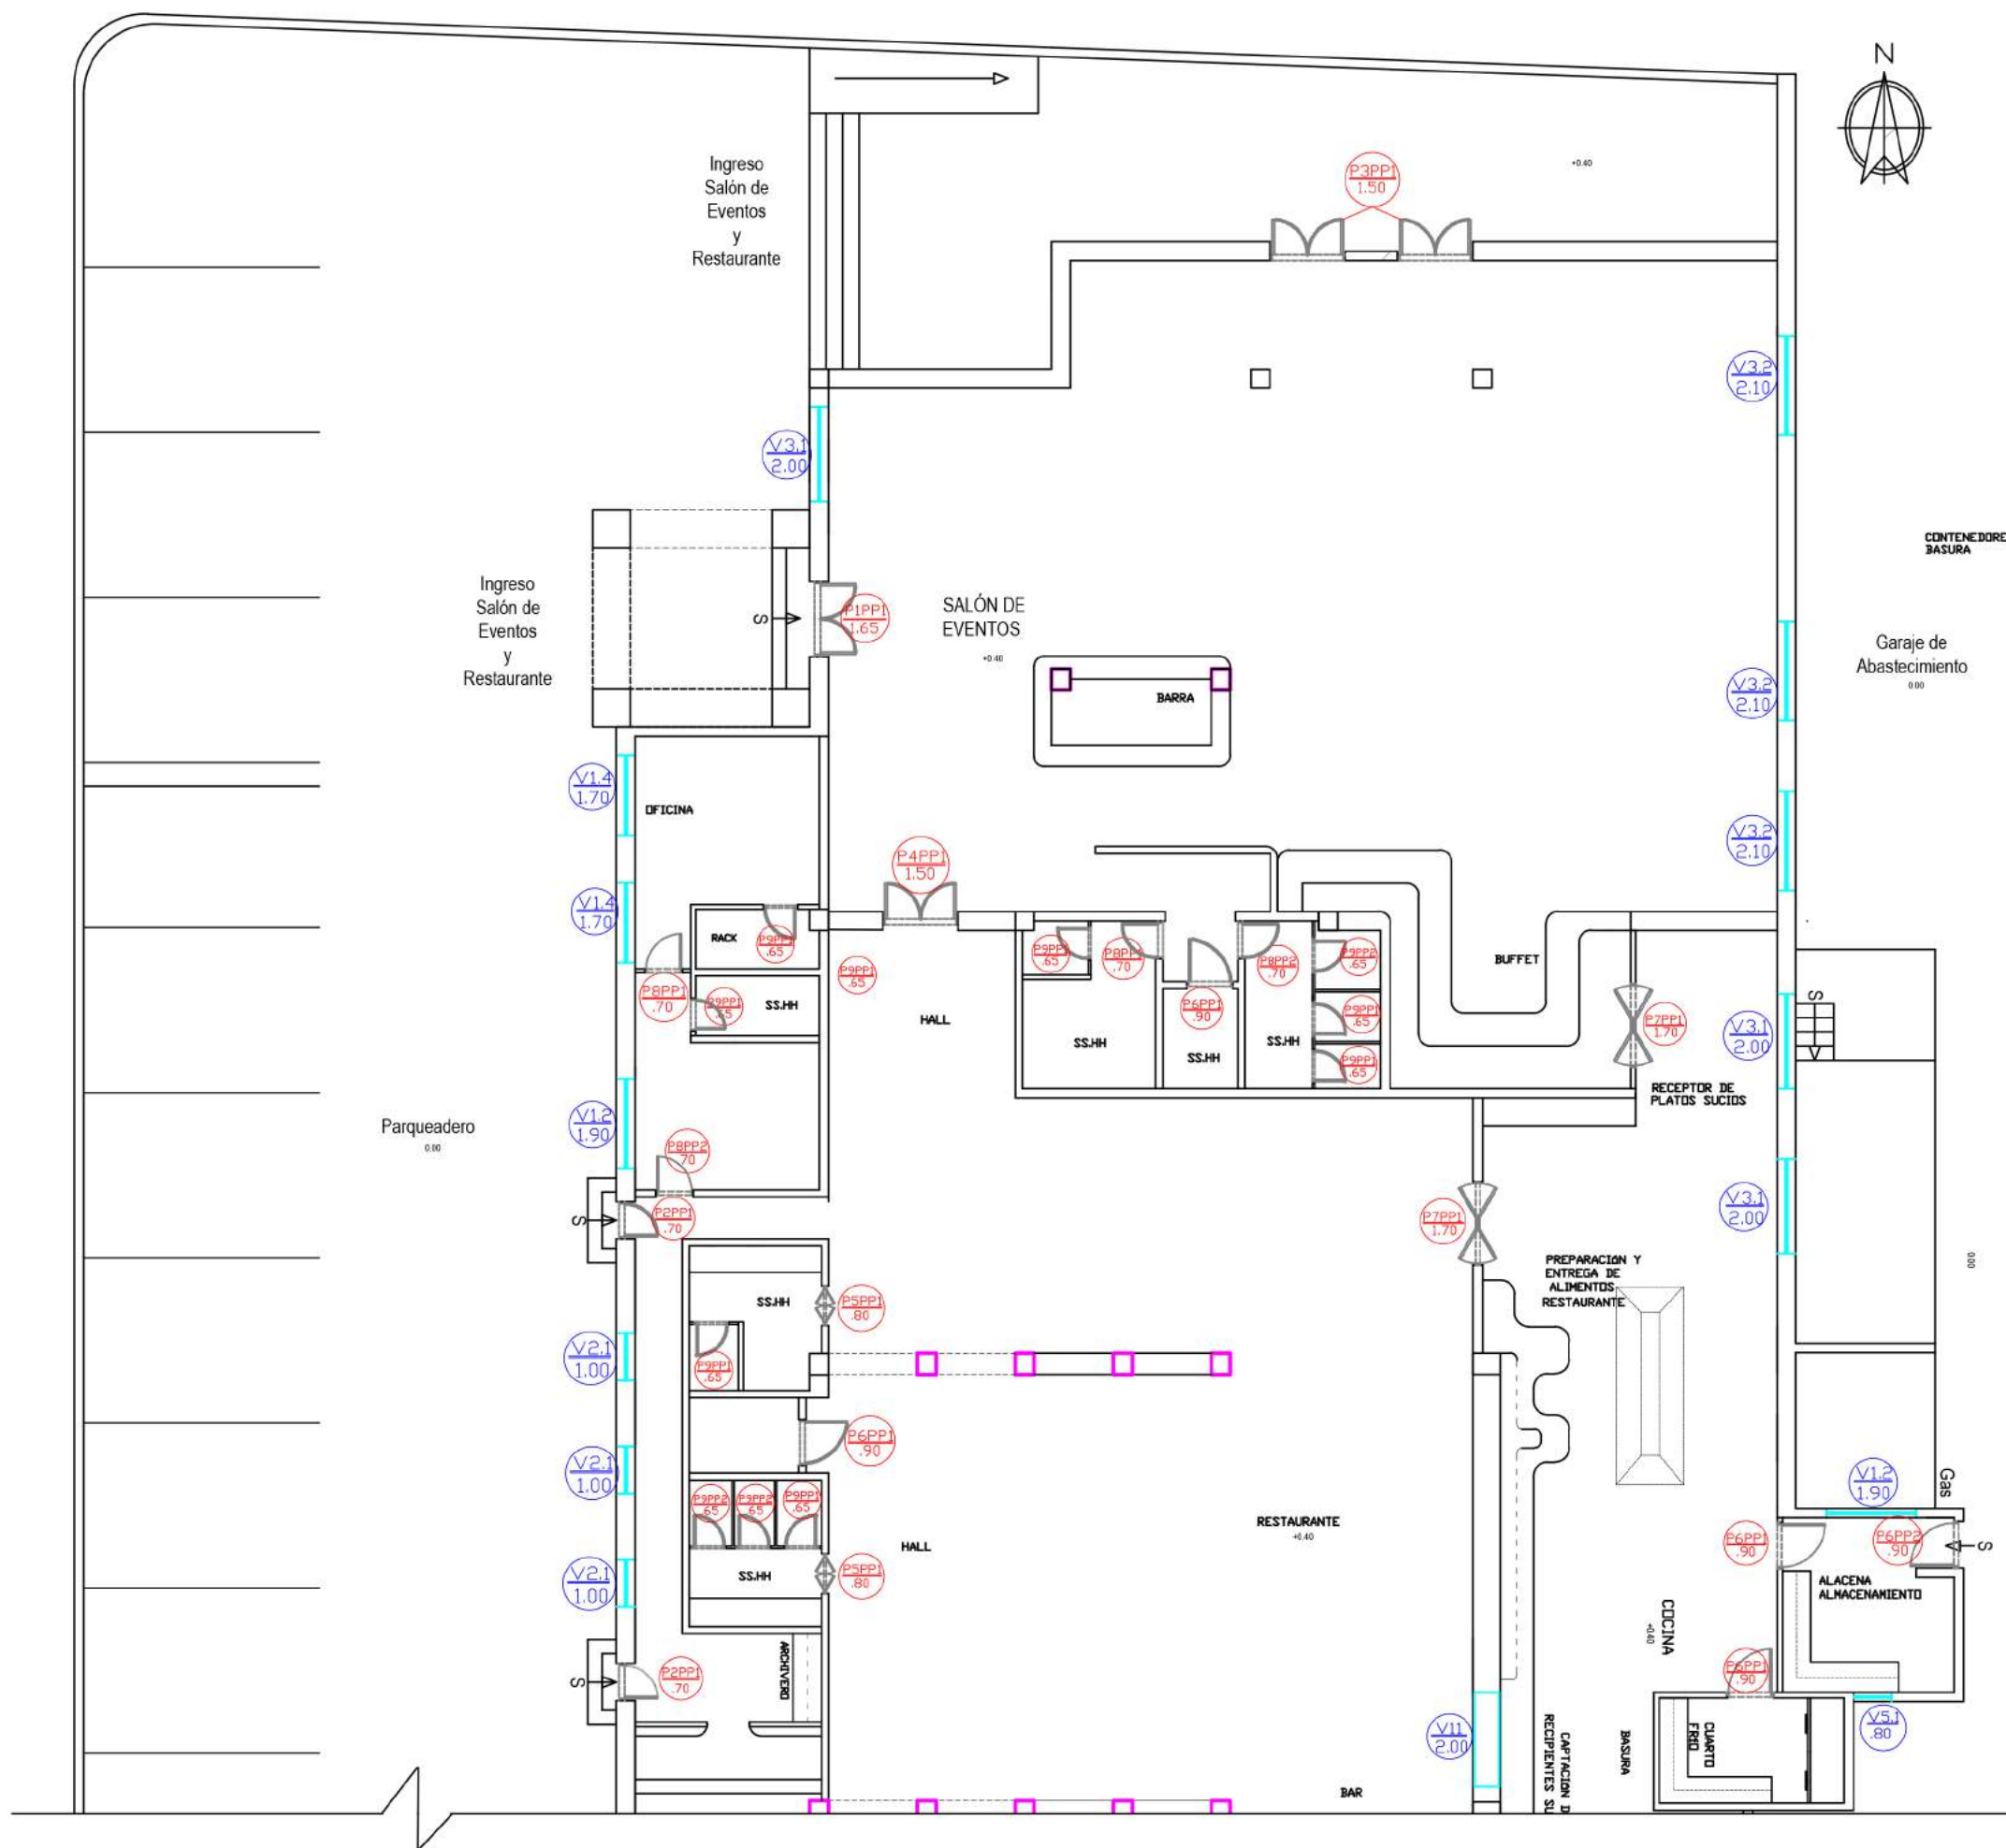 N
Ingreso
Salón de
Eventos
y
Restaurante
P3PP1
1.50
+0.40
V3.2
2.10
V3.1
2.00
CONTENEDORE
BASURA
Ingreso
Salón de
Eventos
y
Restaurante
S
P1PP1
1.65
SALÓN DE
EVENTOS
+0.40
BARRA
V3.2
2.10
Garaje de
Abastecimiento
0.00
V1.4
1.70
OFICINA
P4PP1
1.50
V3.2
2.10
V1.4
1.70
RACK
P9PP1
.65
P9PP1
.65
P9PP1
.65
P8PP1
.70
P8PP2
.70
P9PP2
.65
BUFFET
P8PP1
.70
P9PP1
.65
SS.HH
HALL
SS.HH
P6PP1
.90
SS.HH
SS.HH
P9PP1
.65
P9PP1
.65
P7PP1
1.70
V3.1
2.00
S
RECEPTOR DE
PLATOS SUCIOS
Parqueadero
0.00
V1.2
1.90
P8PP2
.70
S
P2PP1
.70
P7PP1
1.70
V3.1
2.00
PREPARACION Y
ENTREGA DE
ALIMENTOS
RESTAURANTE
0.00
SS.HH
P5PP1
.80
V2.1
1.00
P9PP1
.65
P6PP1
.90
V2.1
1.00
P9PP2
.65
P9PP2
.65
P9PP1
.65
V1.2
1.90
Gas
RESTAURANTE
+0.40
HALL
P6PP1
.90
P6PP2
.90
S
V2.1
1.00
SS.HH
P5PP1
.80
ALACENA
ALMACENAMIENTO
COCINA
+0.40
S
P2PP1
.70
ARCHIVERO
P6PP1
.90
V11
2.00
V5.1
.80
CAPTACION D
RECIPIENTES SU
BASURA
CUARTO
FRIO
BAR